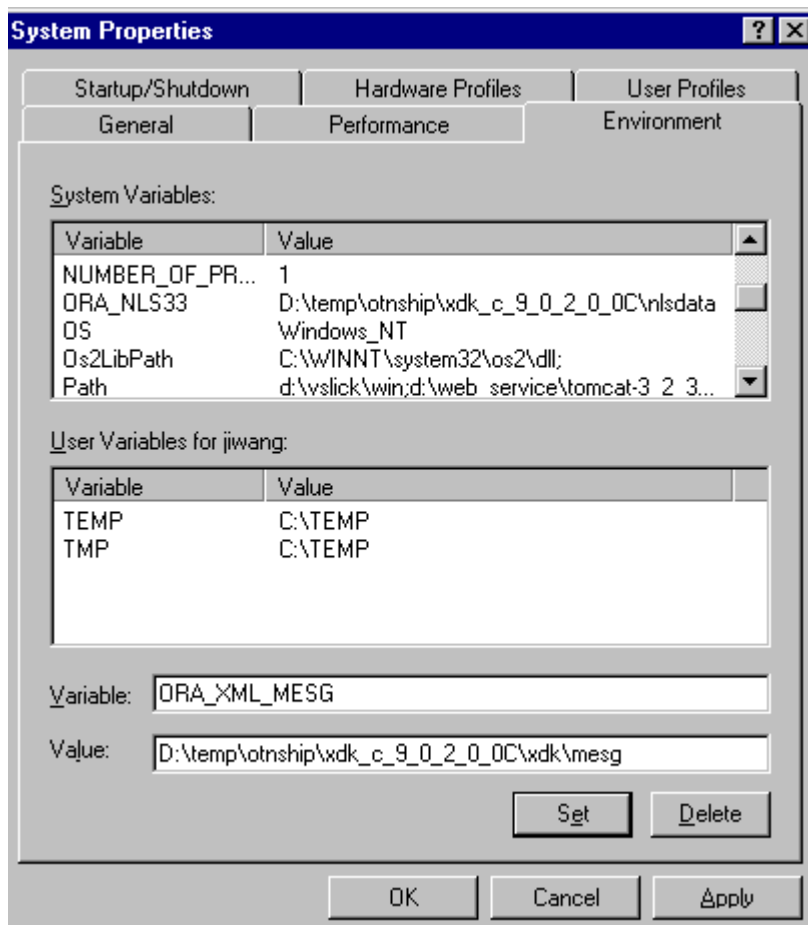 System Properties
Startup/Shutdown Hardware Profiles User Profiles
General Performance Environment
System Variables:
Variable Value
NUMBER_OF_PR... 1
ORA_NLS33 D:\temp\otnship\xdk_c_9_0_2_0_0C\nlsdata
OS Windows_NT
Os2LibPath C:\WINNT\system32\os2\dll;
Path d:\vslick\win;d:\web_service\tomcat-3_2_3...
User Variables for jiwang:
Variable Value
TEMP C:\TEMP
TMP C:\TEMP
Variable: ORA_XML_MESG
Value: D:\temp\otnship\xdk_c_9_0_2_0_0C\xdk\mesg
Set Delete
OK Cancel Apply